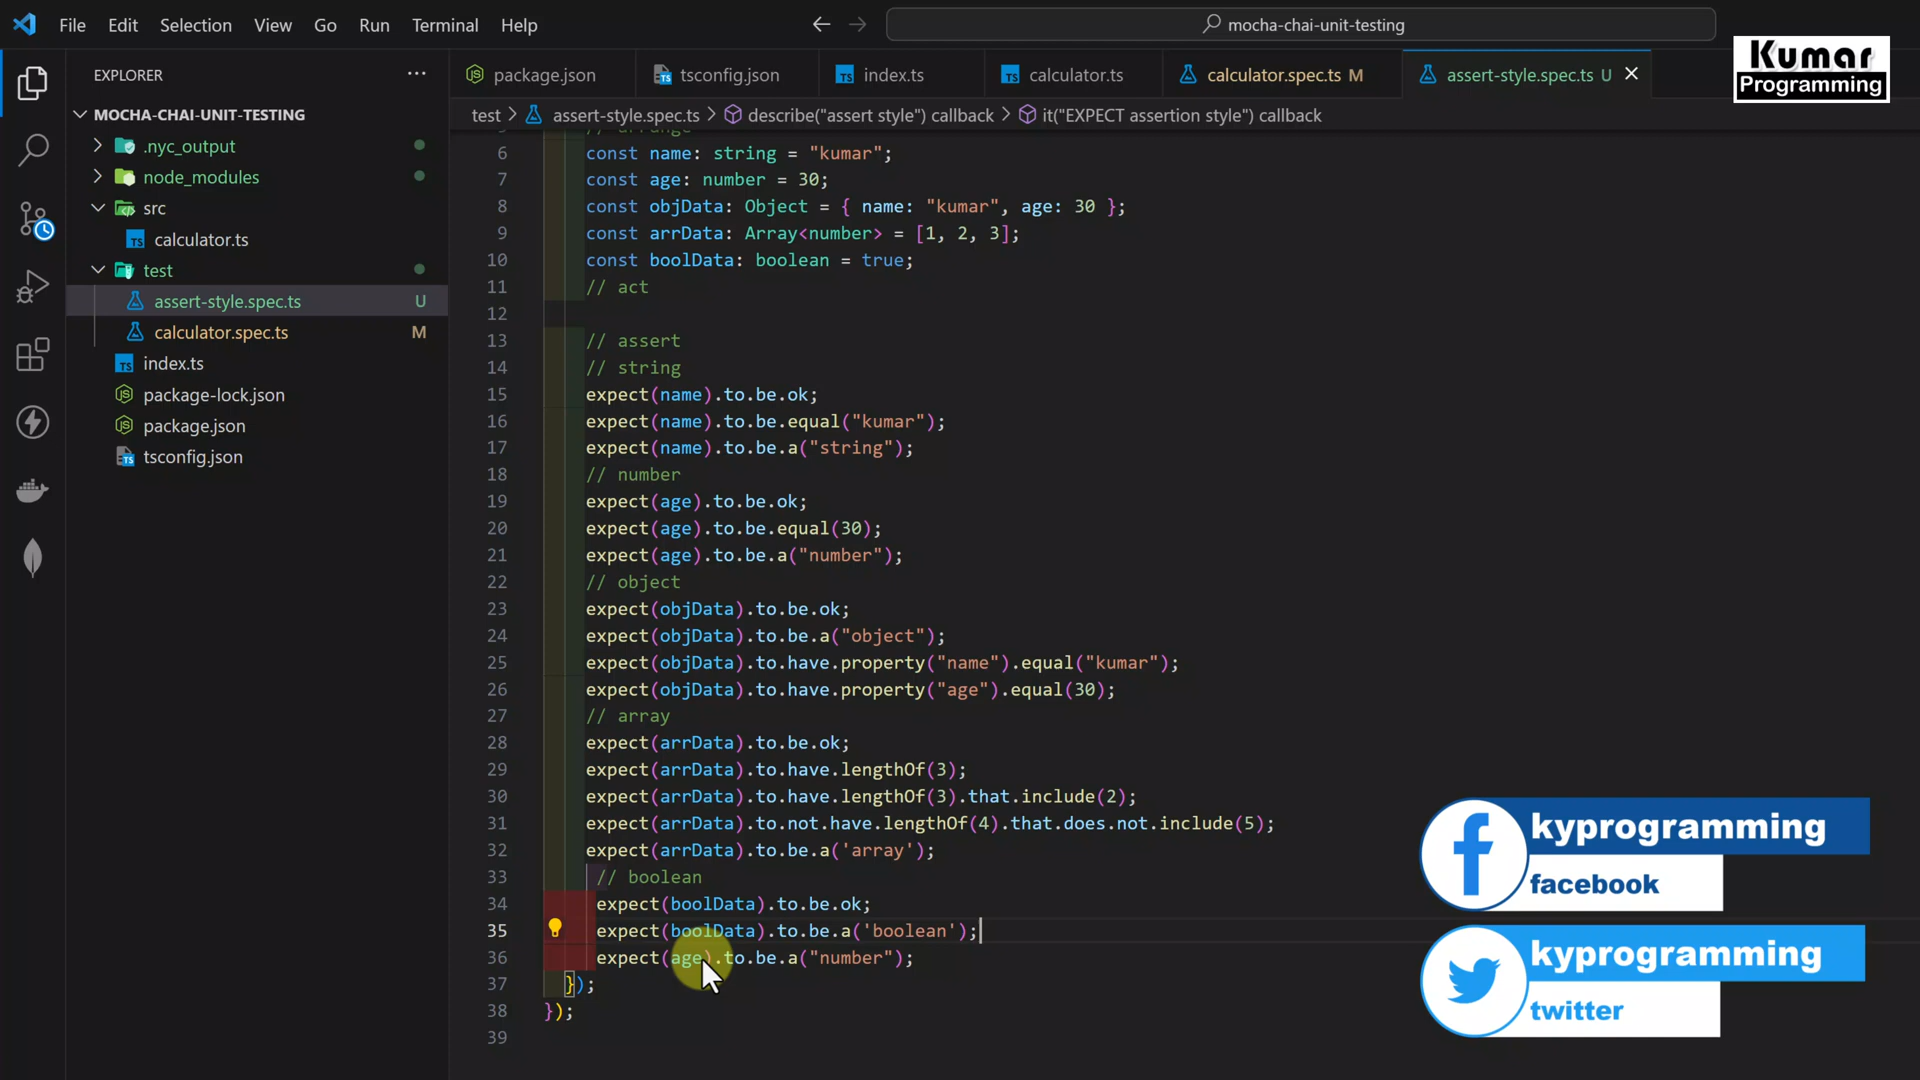 File Edit Selection View Go Run Terminal Help
mocha-chai-unit-testing
Kumar
Programming
EXPLORER
package.json
tsconfig.json
index.ts
calculator.ts
calculator.spec.ts M
assert-style.spec.ts U
MOCHA-CHAI-UNIT-TESTING
.nyc_output
node_modules
src
calculator.ts
test
assert-style.spec.ts U
calculator.spec.ts M
index.ts
package-lock.json
package.json
tsconfig.json
test > assert-style.spec.ts > describe("assert style") callback > it("EXPECT assertion style") callback
// arrange
6 const name: string = "kumar";
7 const age: number = 30;
8 const objData: Object = { name: "kumar", age: 30 };
9 const arrData: Array<number> = [1, 2, 3];
10 const boolData: boolean = true;
11 // act
12
13 // assert
14 // string
15 expect(name).to.be.ok;
16 expect(name).to.be.equal("kumar");
17 expect(name).to.be.a("string");
18 // number
19 expect(age).to.be.ok;
20 expect(age).to.be.equal(30);
21 expect(age).to.be.a("number");
22 // object
23 expect(objData).to.be.ok;
24 expect(objData).to.be.a("object");
25 expect(objData).to.have.property("name").equal("kumar");
26 expect(objData).to.have.property("age").equal(30);
27 // array
28 expect(arrData).to.be.ok;
29 expect(arrData).to.have.lengthOf(3);
30 expect(arrData).to.have.lengthOf(3).that.include(2);
31 expect(arrData).to.not.have.lengthOf(4).that.does.not.include(5);
32 expect(arrData).to.be.a('array');
33 // boolean
34 expect(boolData).to.be.ok;
35 expect(boolData).to.be.a('boolean');
36 expect(age).to.be.a("number");
37 });
38 });
39
kyprogramming
facebook
kyprogramming
twitter